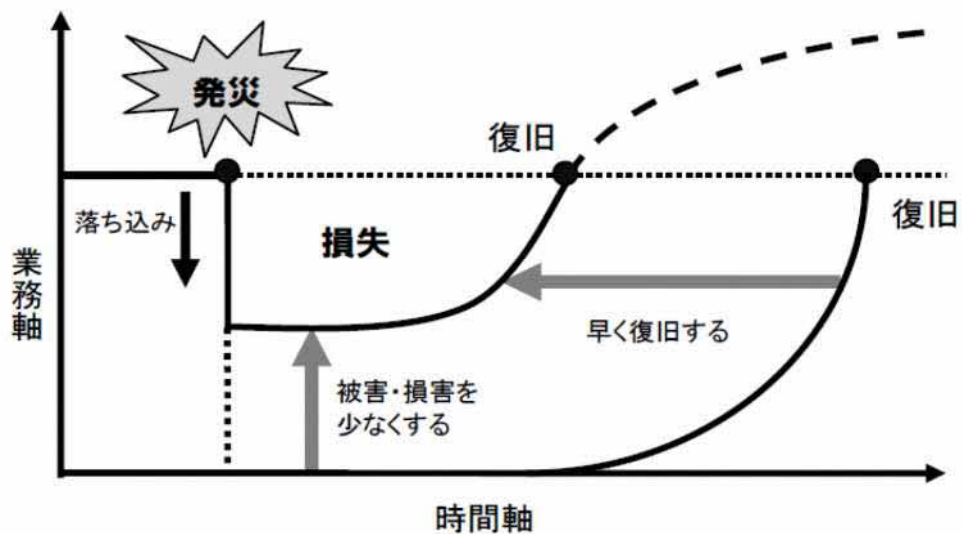 発災
復旧
落ち込み
復旧
損失
業務軸
早く復旧する
被害・損害を
少なくする
時間軸